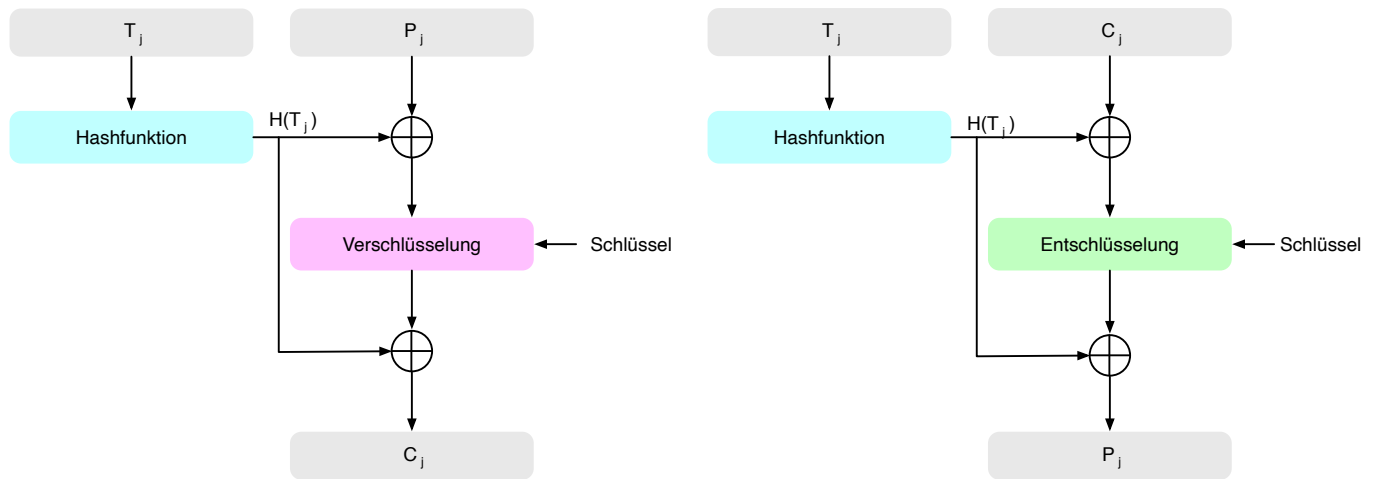 T j
P j
Hashfunktion
H(T j )
Verschlüsselung
Schlüssel
C j
T j
C j
Hashfunktion
H(T j )
Entschlüsselung
Schlüssel
P j